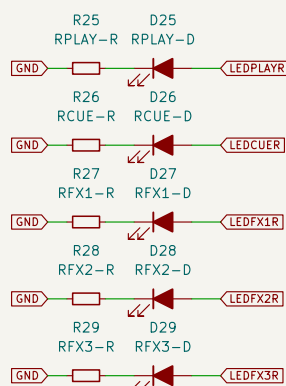 R25 D25
RPLAY-R RPLAY-D
GND LEDPLAYR
R26 D26
RCUE-R RCUE-D
GND LEDCUER
R27 D27
RFX1-R RFX1-D
GND LEDFX1R
R28 D28
RFX2-R RFX2-D
GND LEDFX2R
R29 D29
RFX3-R RFX3-D
GND LEDFX3R